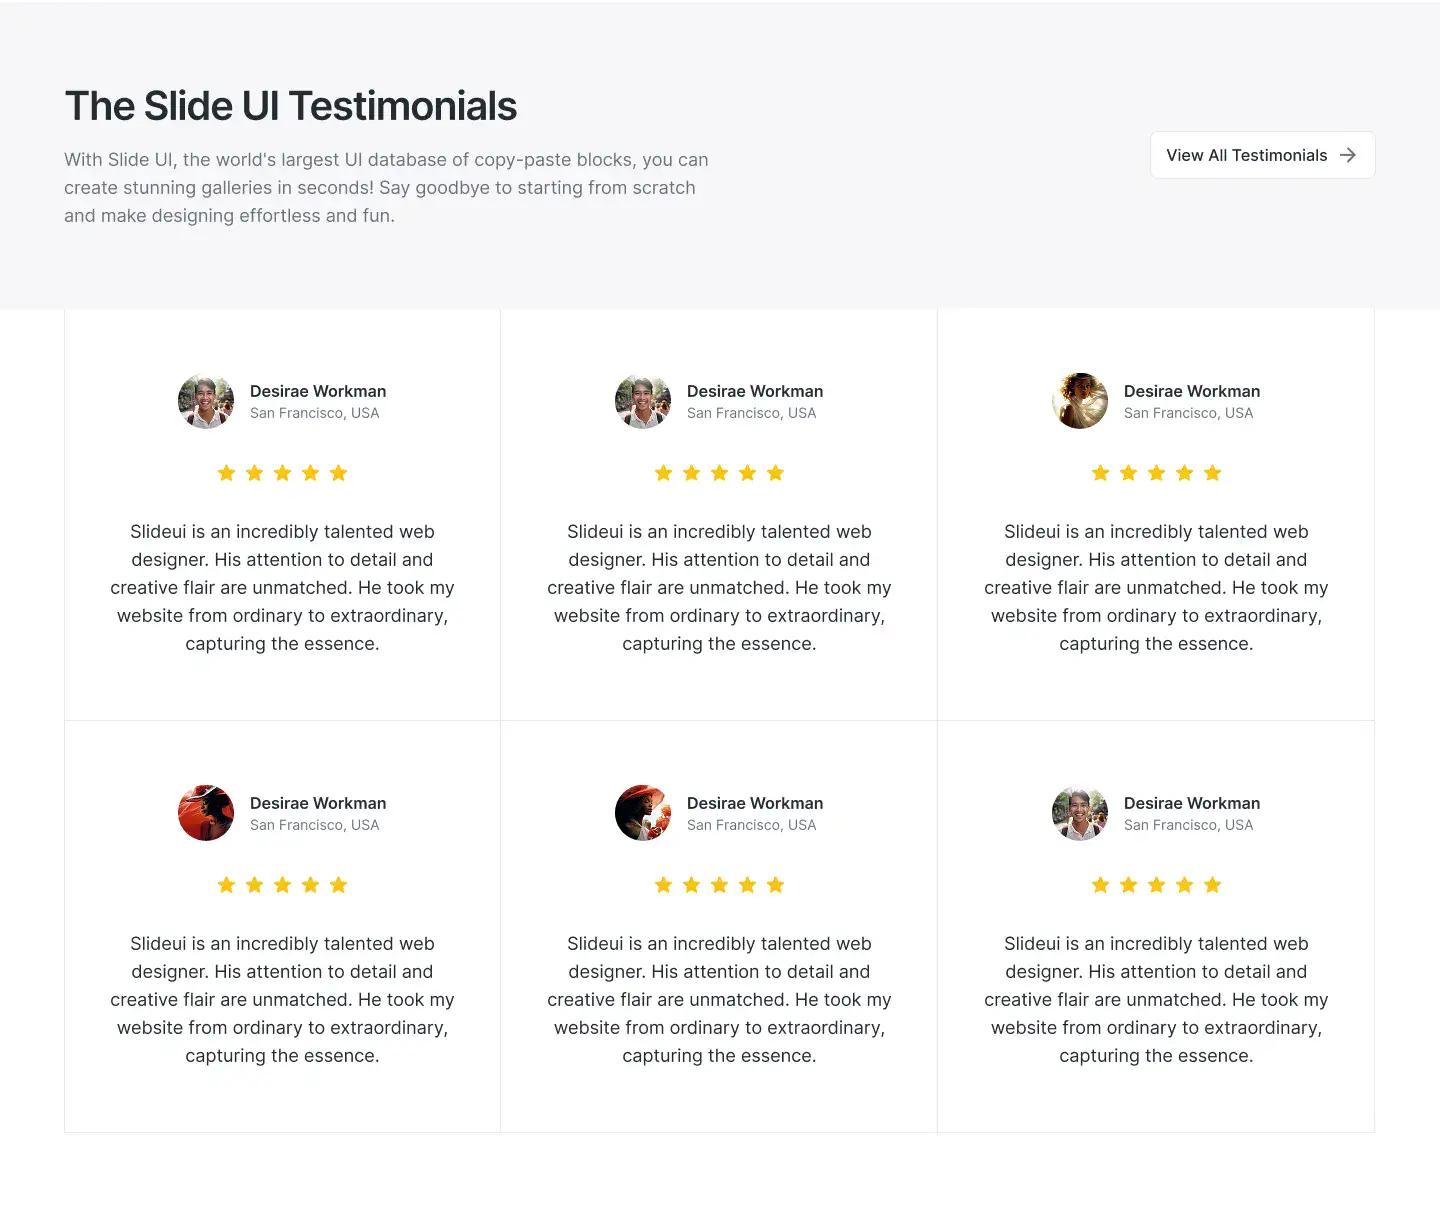 The Slide UI Testimonials
With Slide UI, the world's largest UI database of copy-paste blocks, you can
create stunning galleries in seconds! Say goodbye to starting from scratch
and make designing effortless and fun.
View All Testimonials
Desirae Workman
San Francisco, USA
Slideui is an incredibly talented web
designer. His attention to detail and
creative flair are unmatched. He took my
website from ordinary to extraordinary,
capturing the essence.
Desirae Workman
San Francisco, USA
Slideui is an incredibly talented web
designer. His attention to detail and
creative flair are unmatched. He took my
website from ordinary to extraordinary,
capturing the essence.
Desirae Workman
San Francisco, USA
Slideui is an incredibly talented web
designer. His attention to detail and
creative flair are unmatched. He took my
website from ordinary to extraordinary,
capturing the essence.
Desirae Workman
San Francisco, USA
Slideui is an incredibly talented web
designer. His attention to detail and
creative flair are unmatched. He took my
website from ordinary to extraordinary,
capturing the essence.
Desirae Workman
San Francisco, USA
Slideui is an incredibly talented web
designer. His attention to detail and
creative flair are unmatched. He took my
website from ordinary to extraordinary,
capturing the essence.
Desirae Workman
San Francisco, USA
Slideui is an incredibly talented web
designer. His attention to detail and
creative flair are unmatched. He took my
website from ordinary to extraordinary,
capturing the essence.